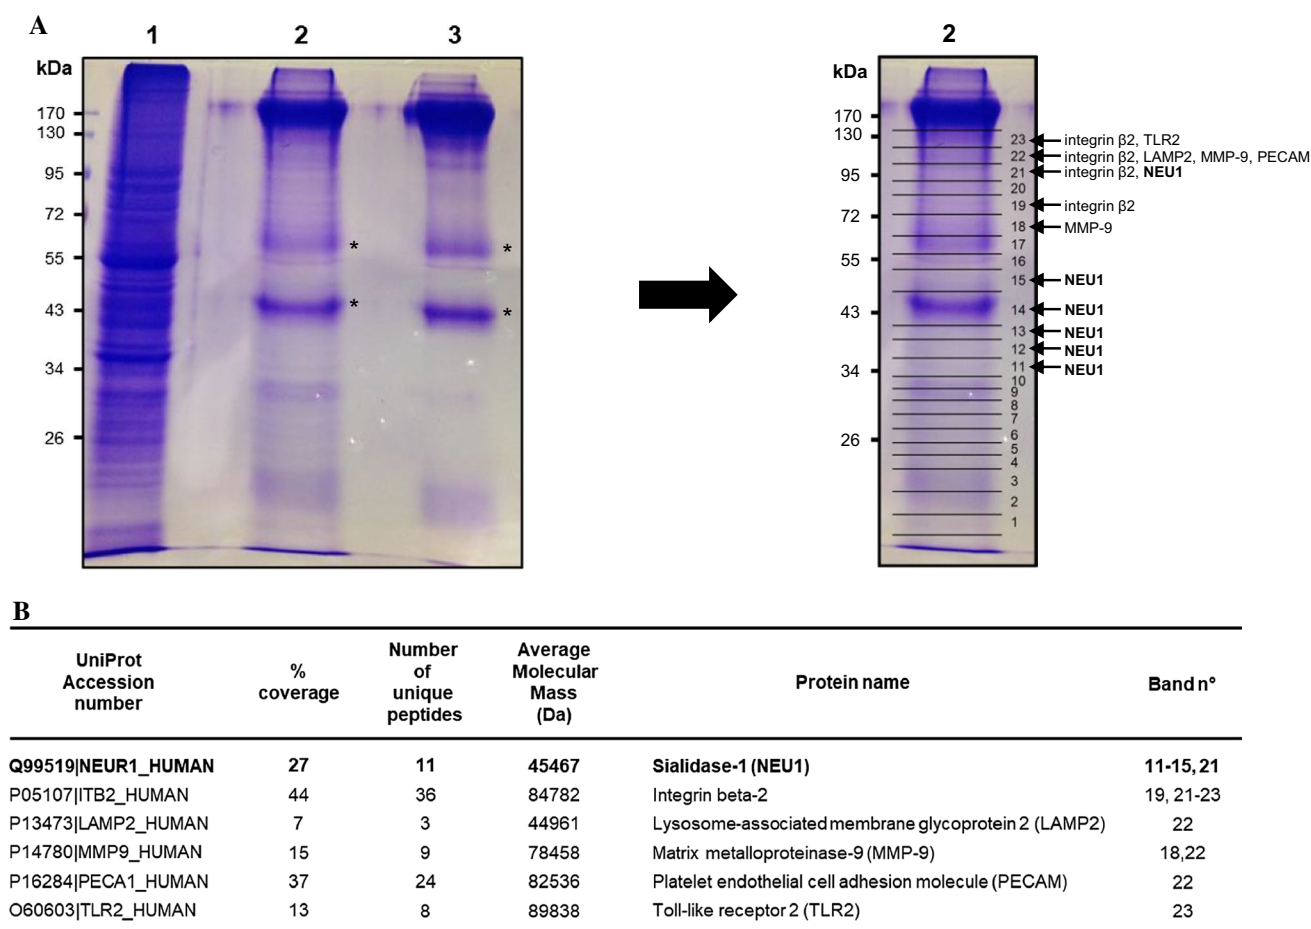 A
1 2 3
kDa
170
130
95
72
55
43
34
26
*
*
*
*
2
kDa
170
130
95
72
55
43
34
26
23 integrin β2, TLR2
22 integrin β2, LAMP2, MMP-9, PECAM
21 integrin β2, NEU1
20
19 integrin β2
18 MMP-9
17
16
15 NEU1
14 NEU1
13 NEU1
12 NEU1
11 NEU1
10
9
8
7
6
5
4
3
2
1
B
UniProt
Accession
number
%
coverage
Number
of
unique
peptides
Average
Molecular
Mass
(Da)
Protein name
Band n°
Q99519|NEUR1_HUMAN 27 11 45467 Sialidase-1 (NEU1) 11-15, 21
P05107|ITB2_HUMAN 44 36 84782 Integrin beta-2 19, 21-23
P13473|LAMP2_HUMAN 7 3 44961 Lysosome-associated membrane glycoprotein 2 (LAMP2) 22
P14780|MMP9_HUMAN 15 9 78458 Matrix metalloproteinase-9 (MMP-9) 18,22
P16284|PECA1_HUMAN 37 24 82536 Platelet endothelial cell adhesion molecule (PECAM) 22
O60603|TLR2_HUMAN 13 8 89838 Toll-like receptor 2 (TLR2) 23